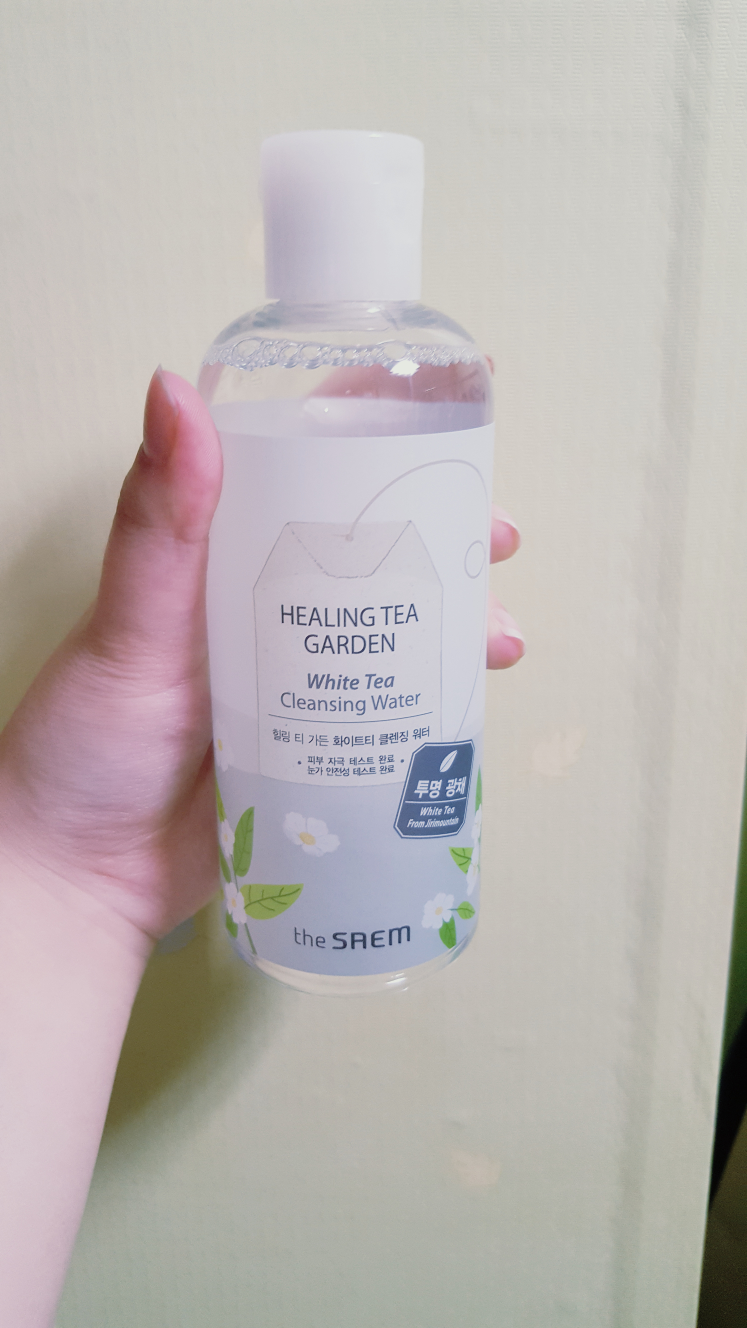 HEALING TEA
GARDEN
White Tea
Cleansing Water
힐링 티 가든 화이트티 클렌징 워터
• 피부 자극 테스트 완료 •
눈가 안전성 테스트 완료
투명 광채
White Tea
From Jirimountain
the SAEM